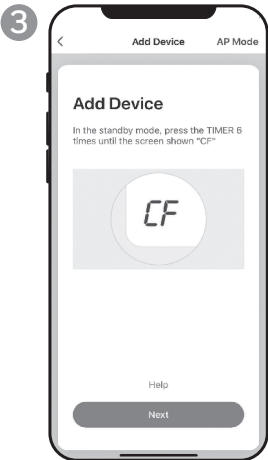 3
Add Device AP Mode
Add Device
In the standby mode, press the TIMER 6
times until the screen shown "CF"
CF
Help
Next